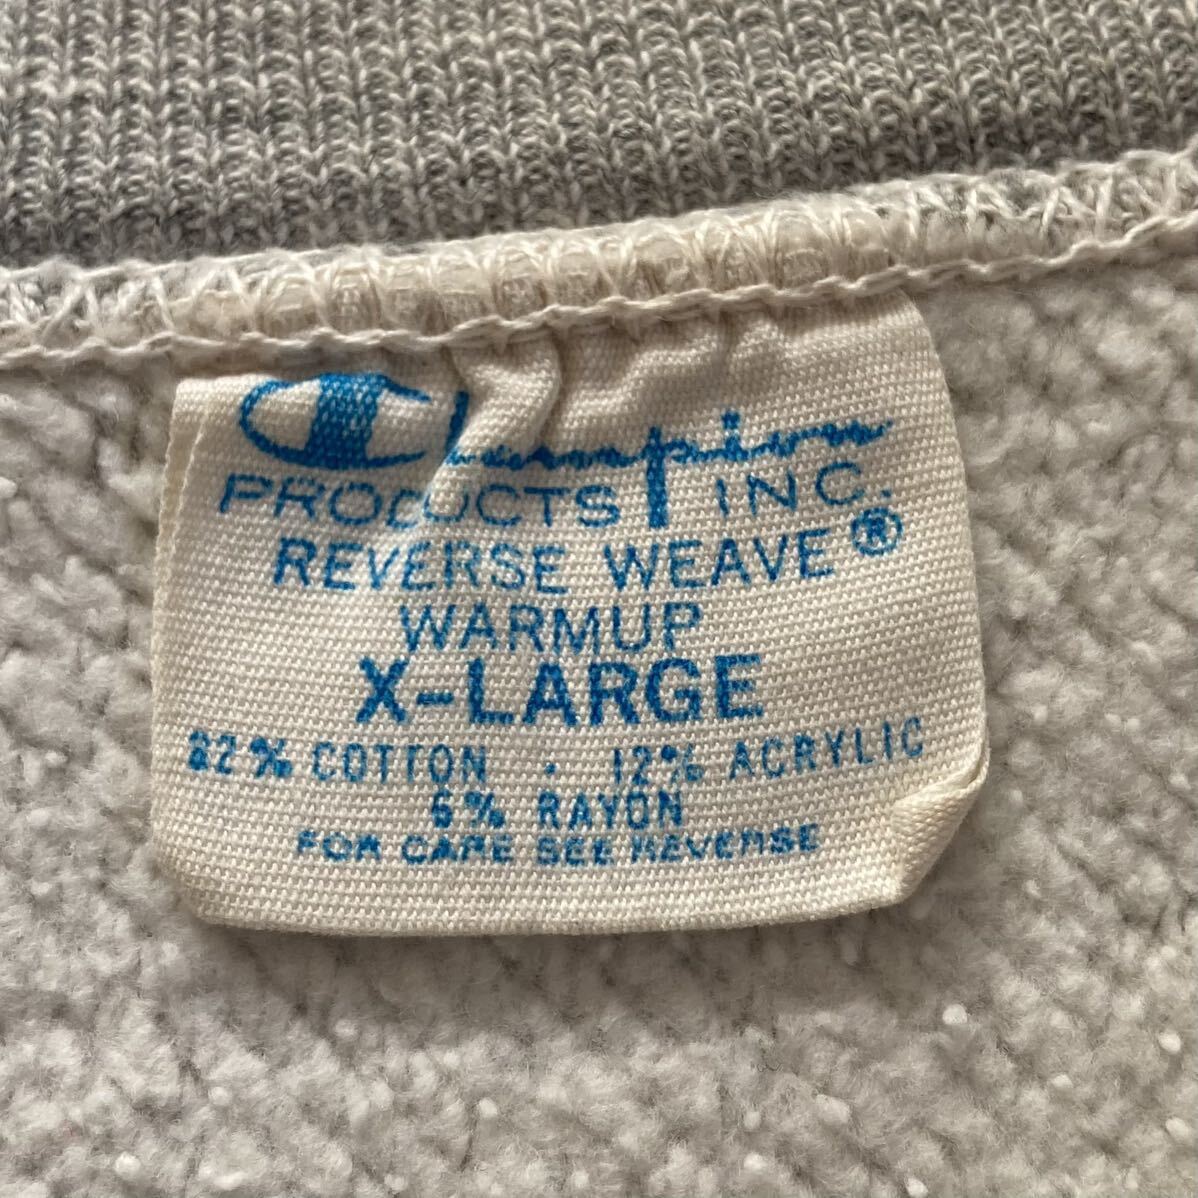 Champion
PRODUCTS INC.
REVERSE WEAVE ®
WARMUP
X-LARGE
82% COTTON · 12% ACRYLIC
6% RAYON
FOR CARE SEE REVERSE